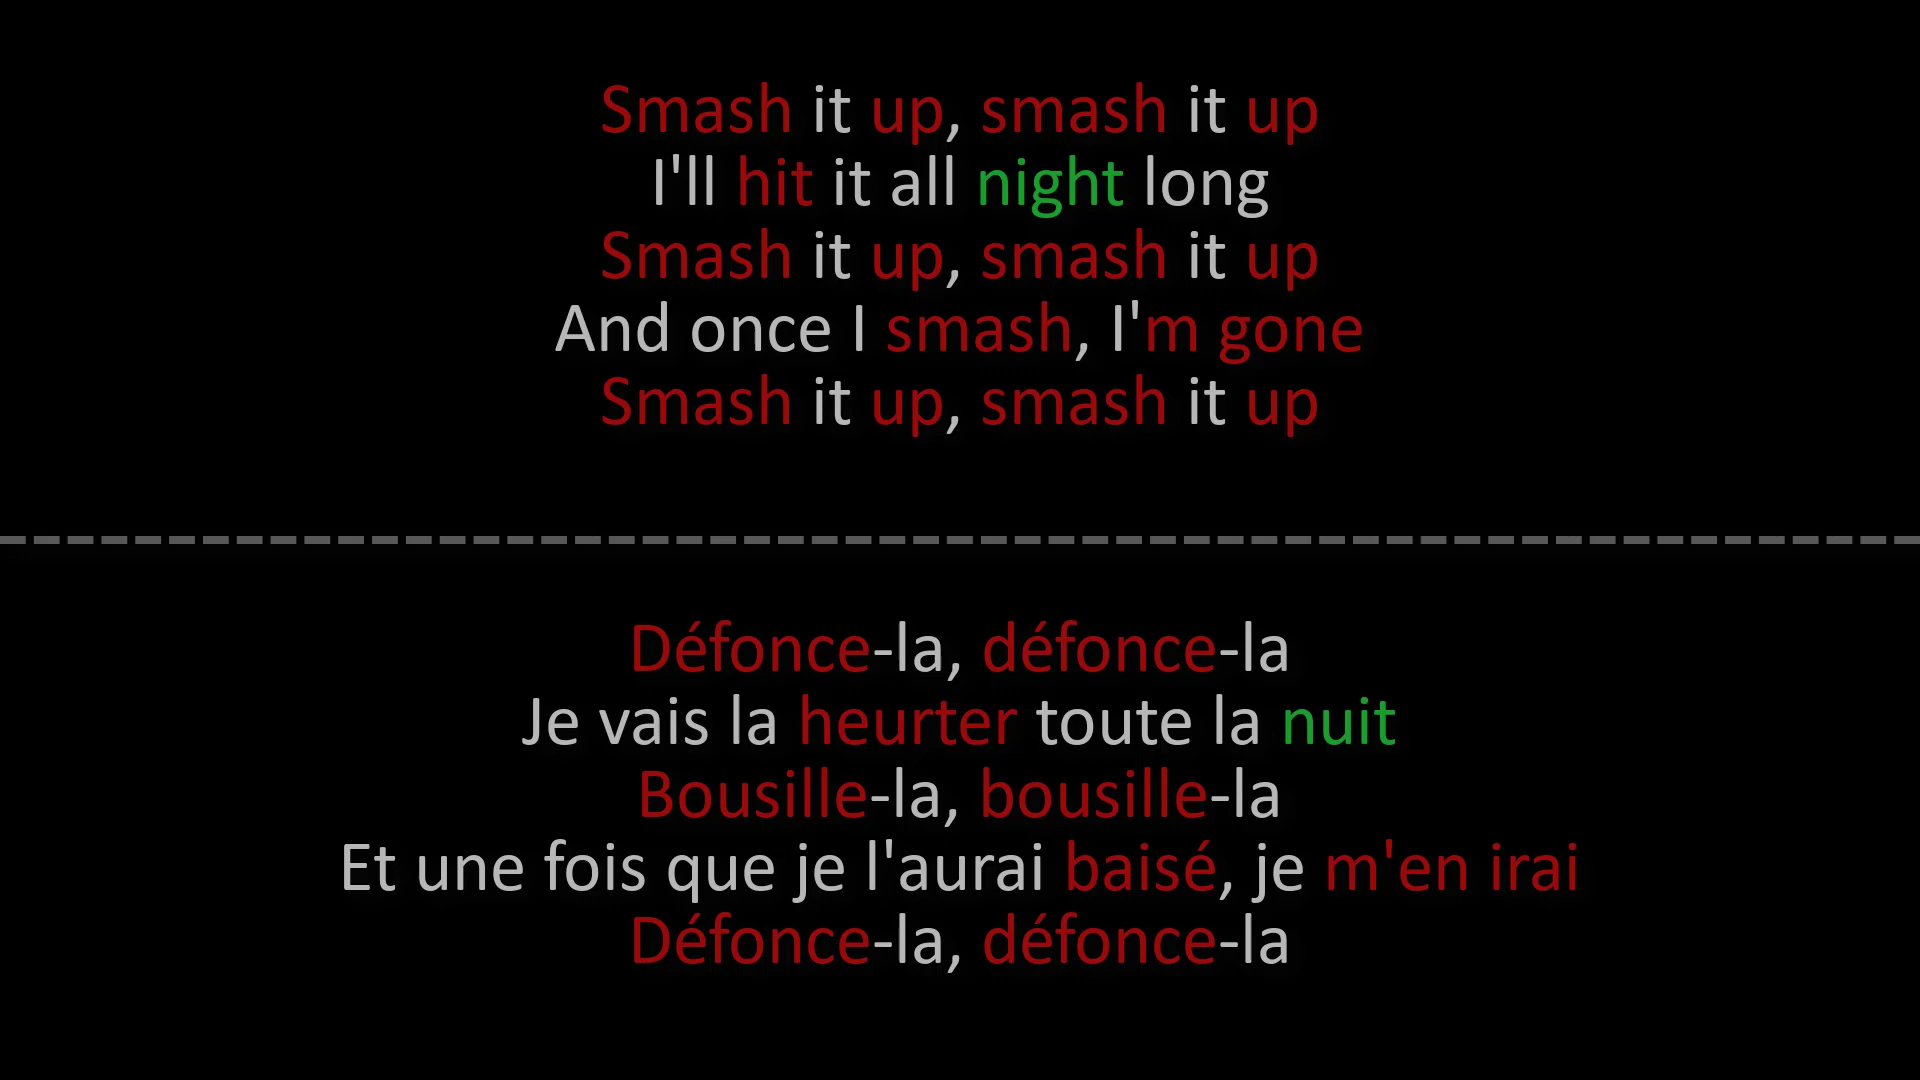 Smash it up, smash it up
I'll hit it all night long
Smash it up, smash it up
And once I smash, I'm gone
Smash it up, smash it up
Défonce-la, défonce-la
Je vais la heurter toute la nuit
Bousille-la, bousille-la
Et une fois que je l'aurai baisé, je m'en irai
Défonce-la, défonce-la